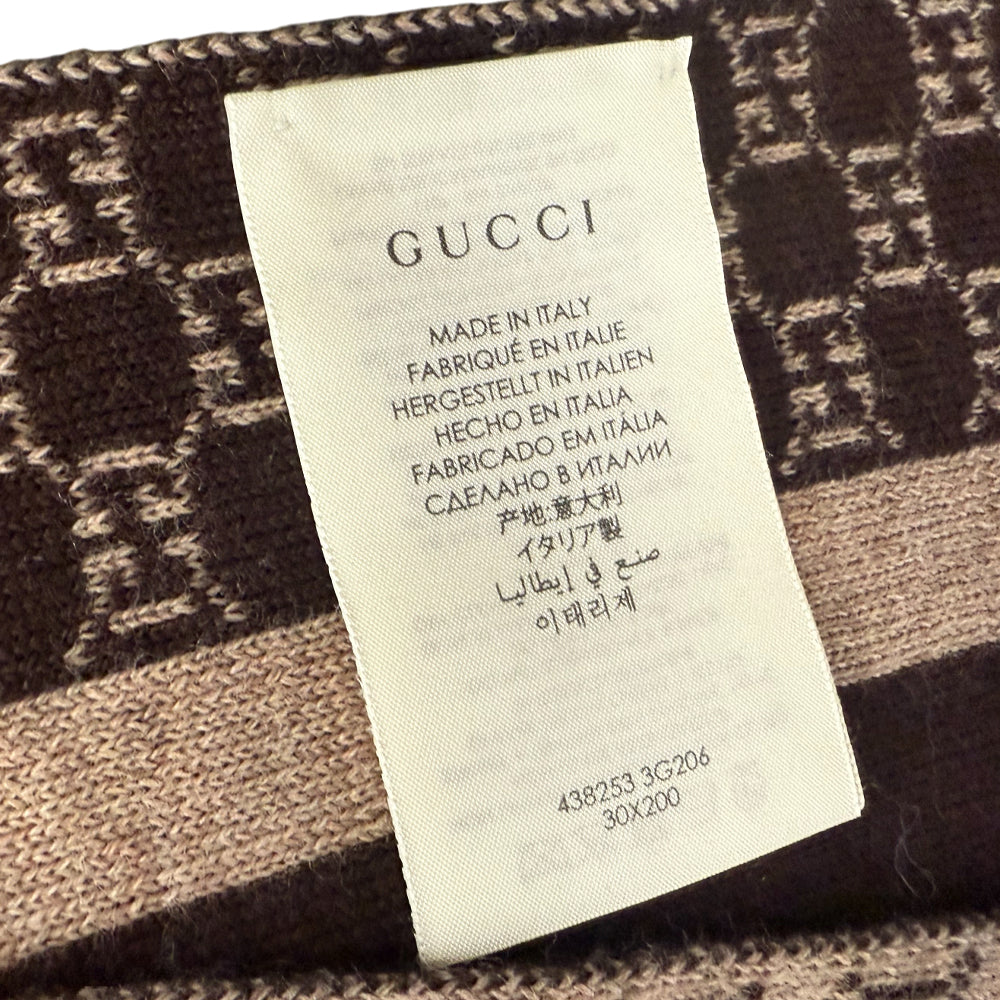 GUCCI
MADE IN ITALY
FABRIQUÉ EN ITALIE
HERGESTELLT IN ITALIEN
HECHO EN ITALIA
FABRICADO EM ITÁLIA
СДЕЛАНО В ИТАЛИИ
产地:意大利
イタリア製
صنع في إيطاليا
이태리제
438253 3G206
30X200